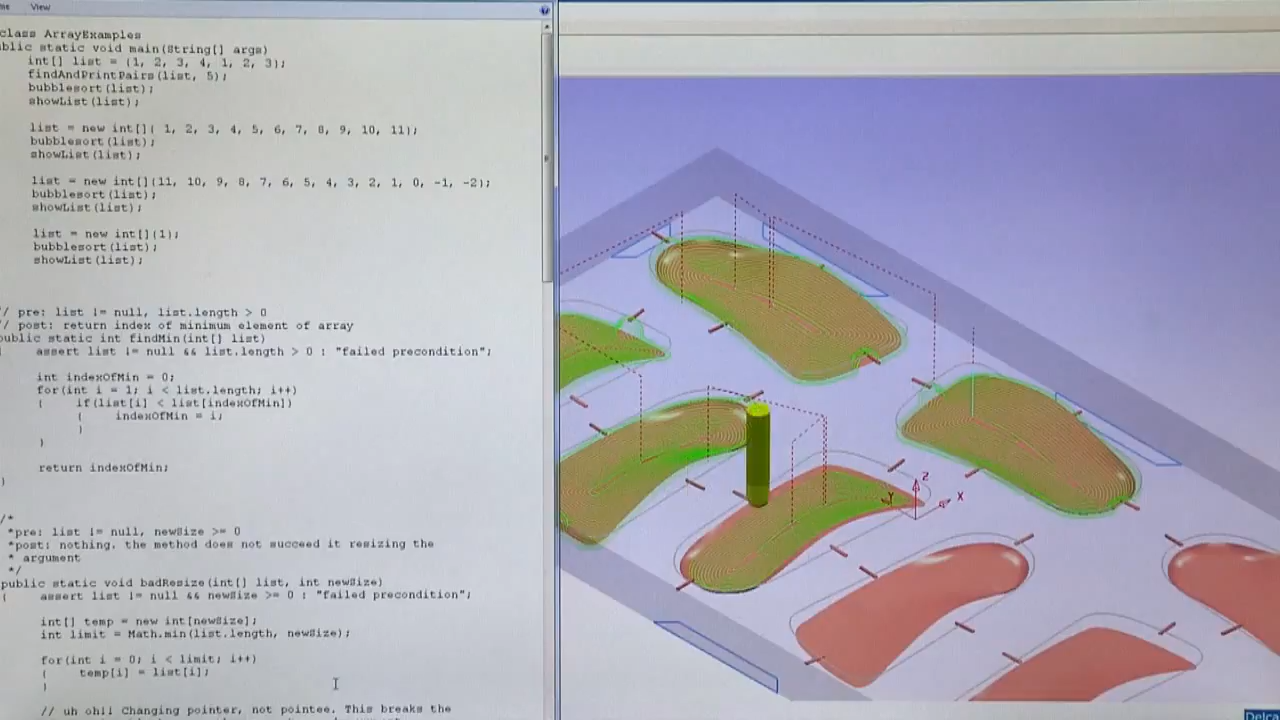 me View
class ArrayExamples
ublic static void main(String[] args)
int[] list = {1, 2, 3, 4, 1, 2, 3};
findAndPrintPairs(list, 5);
bubblesort(list);
showList(list);
list = new int[]{ 1, 2, 3, 4, 5, 6, 7, 8, 9, 10, 11};
bubblesort(list);
showList(list);
list = new int[]{11, 10, 9, 8, 7, 6, 5, 4, 3, 2, 1, 0, -1, -2};
bubblesort(list);
showList(list);
list = new int[]{1};
bubblesort(list);
showList(list);
/ pre: list != null, list.length > 0
/ post: return index of minimum element of array
public static int findMin(int[] list)
{ assert list != null && list.length > 0 : "failed precondition";
int indexOfMin = 0;
for(int i = 1; i < list.length; i++)
{ if(list[i] < list[indexOfMin])
{ indexOfMin = i;
}
}
return indexOfMin;
}
/*
*pre: list != null, newSize >= 0
*post: nothing. the method does not succeed it resizing the
* argument
*/
public static void badResize(int[] list, int newSize)
{ assert list != null && newSize >= 0 : "failed precondition";
int[] temp = new int[newSize];
int limit = Math.min(list.length, newSize);
for(int i = 0; i < limit; i++)
{ temp[i] = list[i];
}
// uh oh!! Changing pointer, not pointee. This breaks the
Z
Y
X
Delca